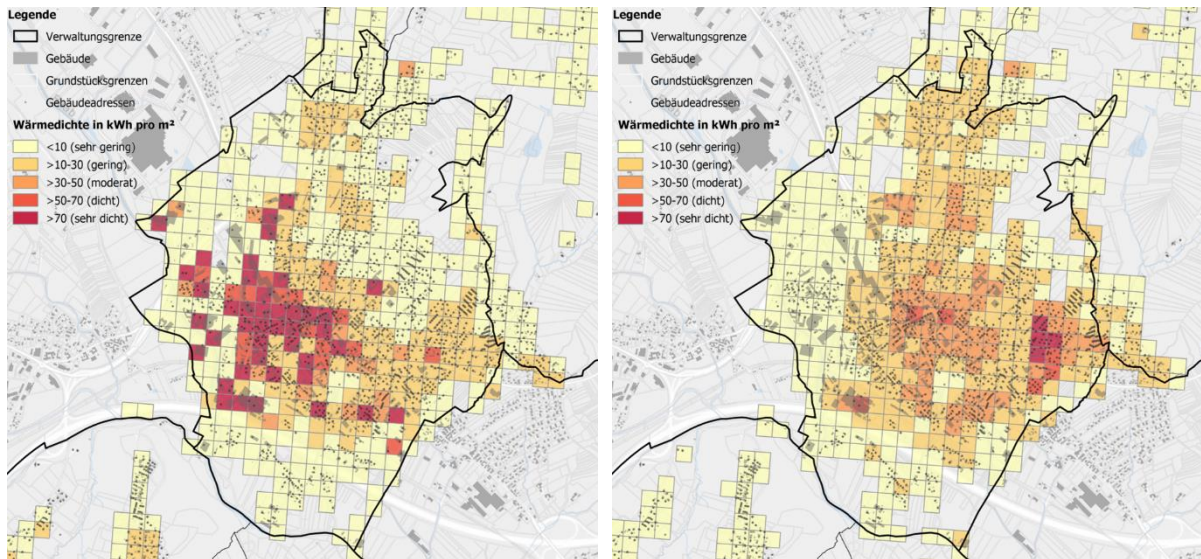 Legende
Verwaltungsgrenze
Gebäude
Grundstücksgrenzen
Gebäudeadressen
Wärmedichte in kWh pro m²
<10 (sehr gering)
>10-30 (gering)
>30-50 (moderat)
>50-70 (dicht)
>70 (sehr dicht)
Legende
Verwaltungsgrenze
Gebäude
Grundstücksgrenzen
Gebäudeadressen
Wärmedichte in kWh pro m²
<10 (sehr gering)
>10-30 (gering)
>30-50 (moderat)
>50-70 (dicht)
>70 (sehr dicht)